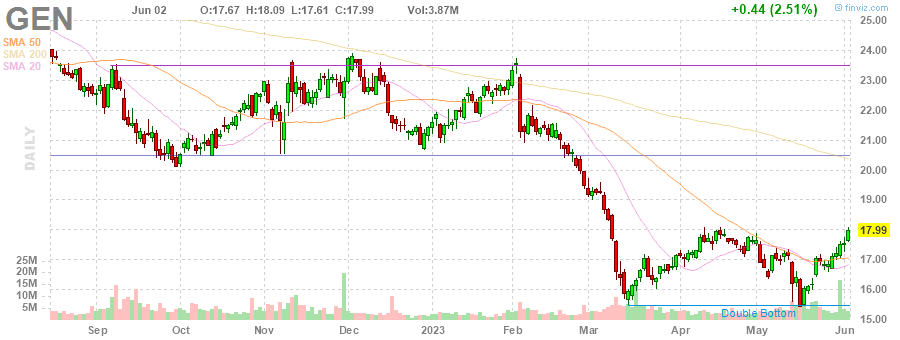 GEN Jun 02 O:17.67 H:18.09 L:17.61 C:17.99 Vol:3.87M +0.44 (2.51%) © finviz.com
SMA 50
SMA 200
SMA 20
DAILY
25.00
24.00
23.00
22.00
21.00
20.00
19.00
17.99
17.00
16.00
15.00
25M
20M
15M
10M
5M
Double Bottom
Sep Oct Nov Dec 2023 Feb Mar Apr May Jun